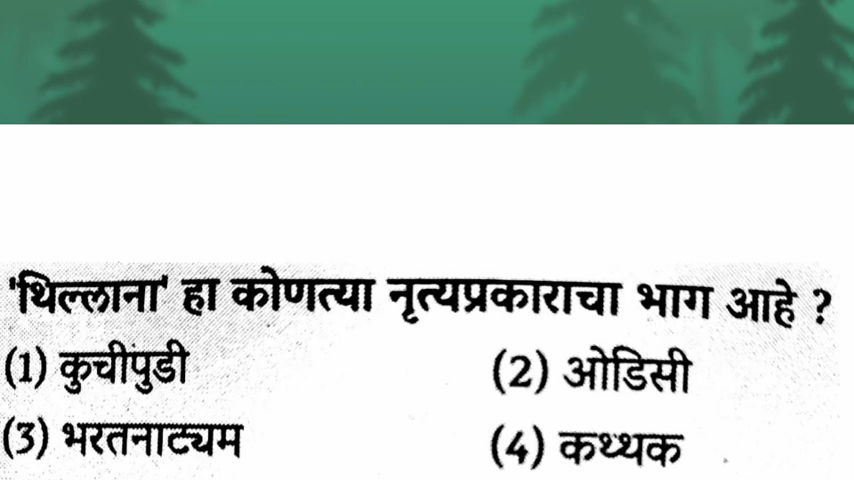 'थिल्लाना' हा कोणत्या नृत्यप्रकाराचा भाग आहे ?
(1) कुचीपुडी (2) ओडिसी
(3) भरतनाट्यम (4) कथ्थक